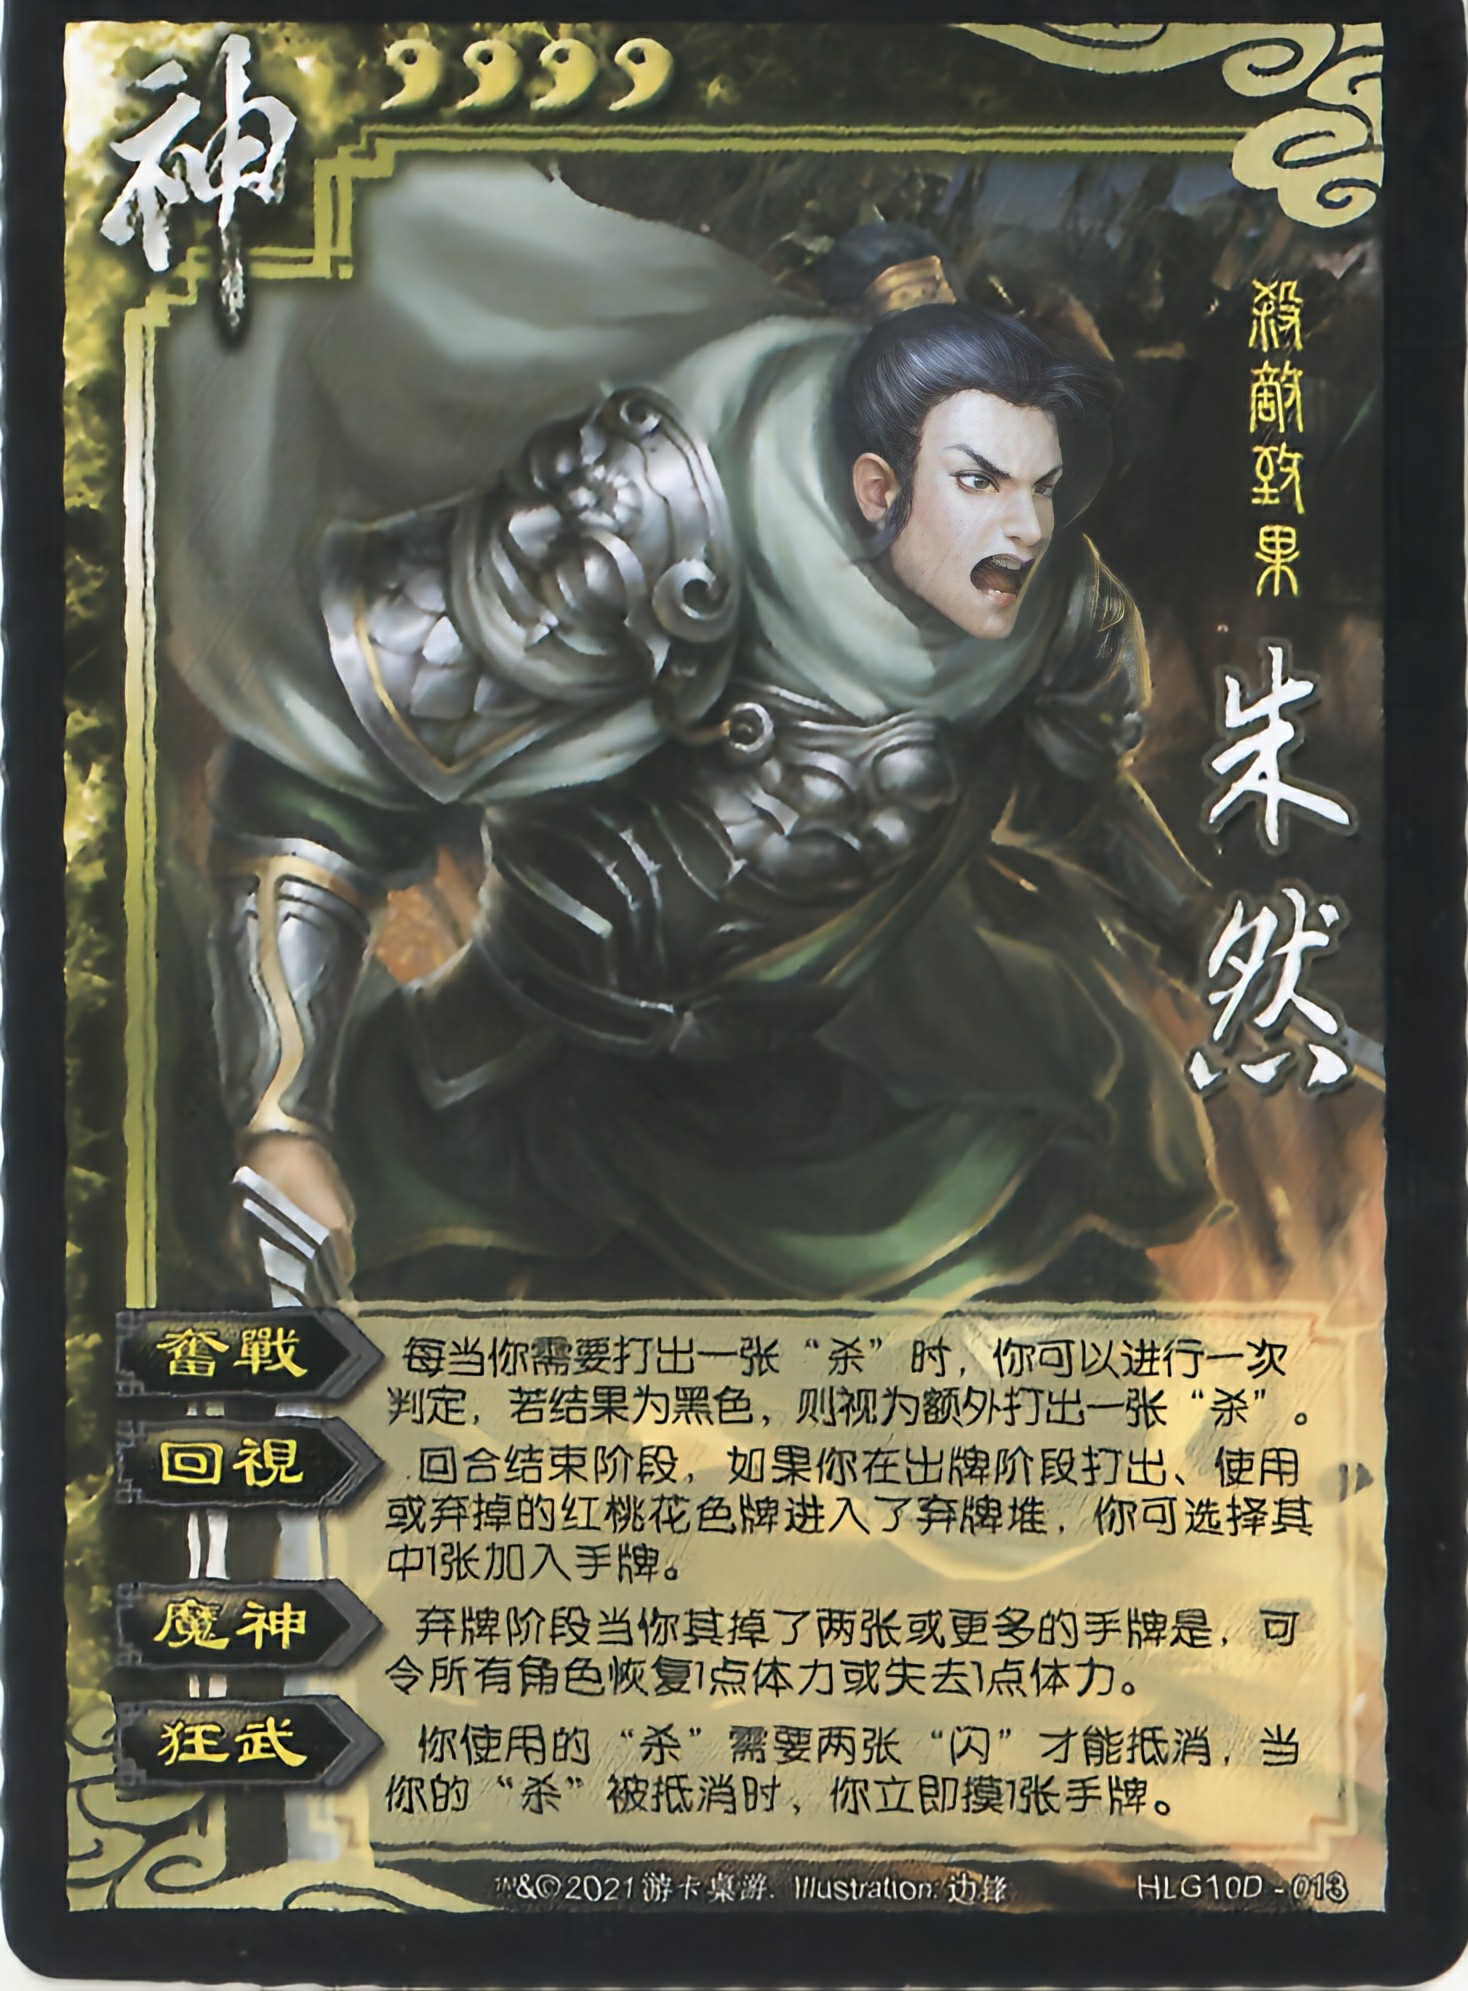 神
殺敵致果
朱然
奮戰
每当你需要打出一张“杀”时，你可以进行一次
判定，若结果为黑色，则视为额外打出一张“杀”。
回視
回合结束阶段，如果你在出牌阶段打出、使用
或弃掉的红桃花色牌进入了弃牌堆，你可选择其
中1张加入手牌。
魔神
弃牌阶段当你其掉了两张或更多的手牌是，可
令所有角色恢复1点体力或失去1点体力。
狂武
你使用的“杀”需要两张“闪”才能抵消，当
你的“杀”被抵消时，你立即摸1张手牌。
™&©2021游卡桌游. Illustration: 边锋
HLG10D-013